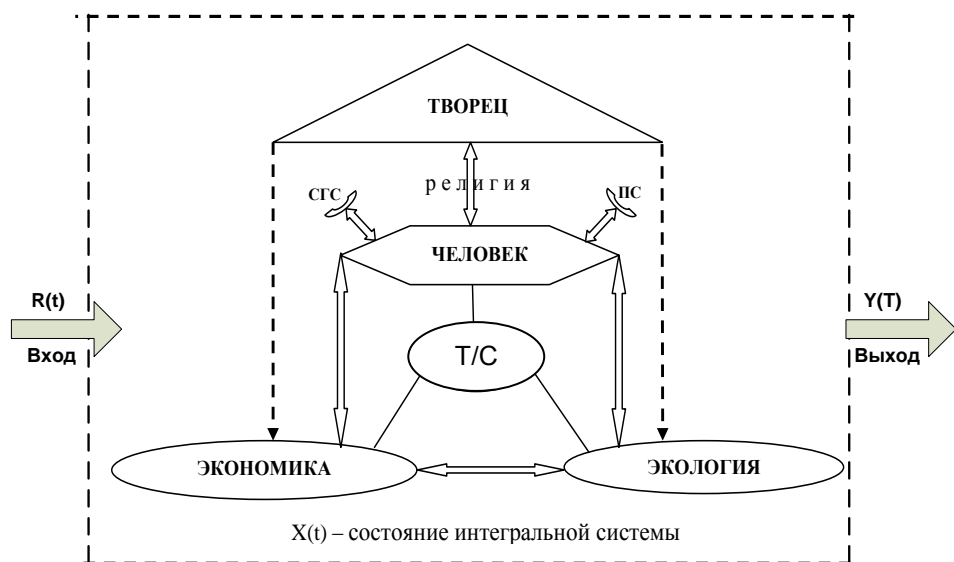 ТВОРЕЦ
р е л и г и я
СГС
ПС
ЧЕЛОВЕК
R(t)
Вход
Y(T)
Выход
T/C
ЭКОНОМИКА
ЭКОЛОГИЯ
X(t) – состояние интегральной системы